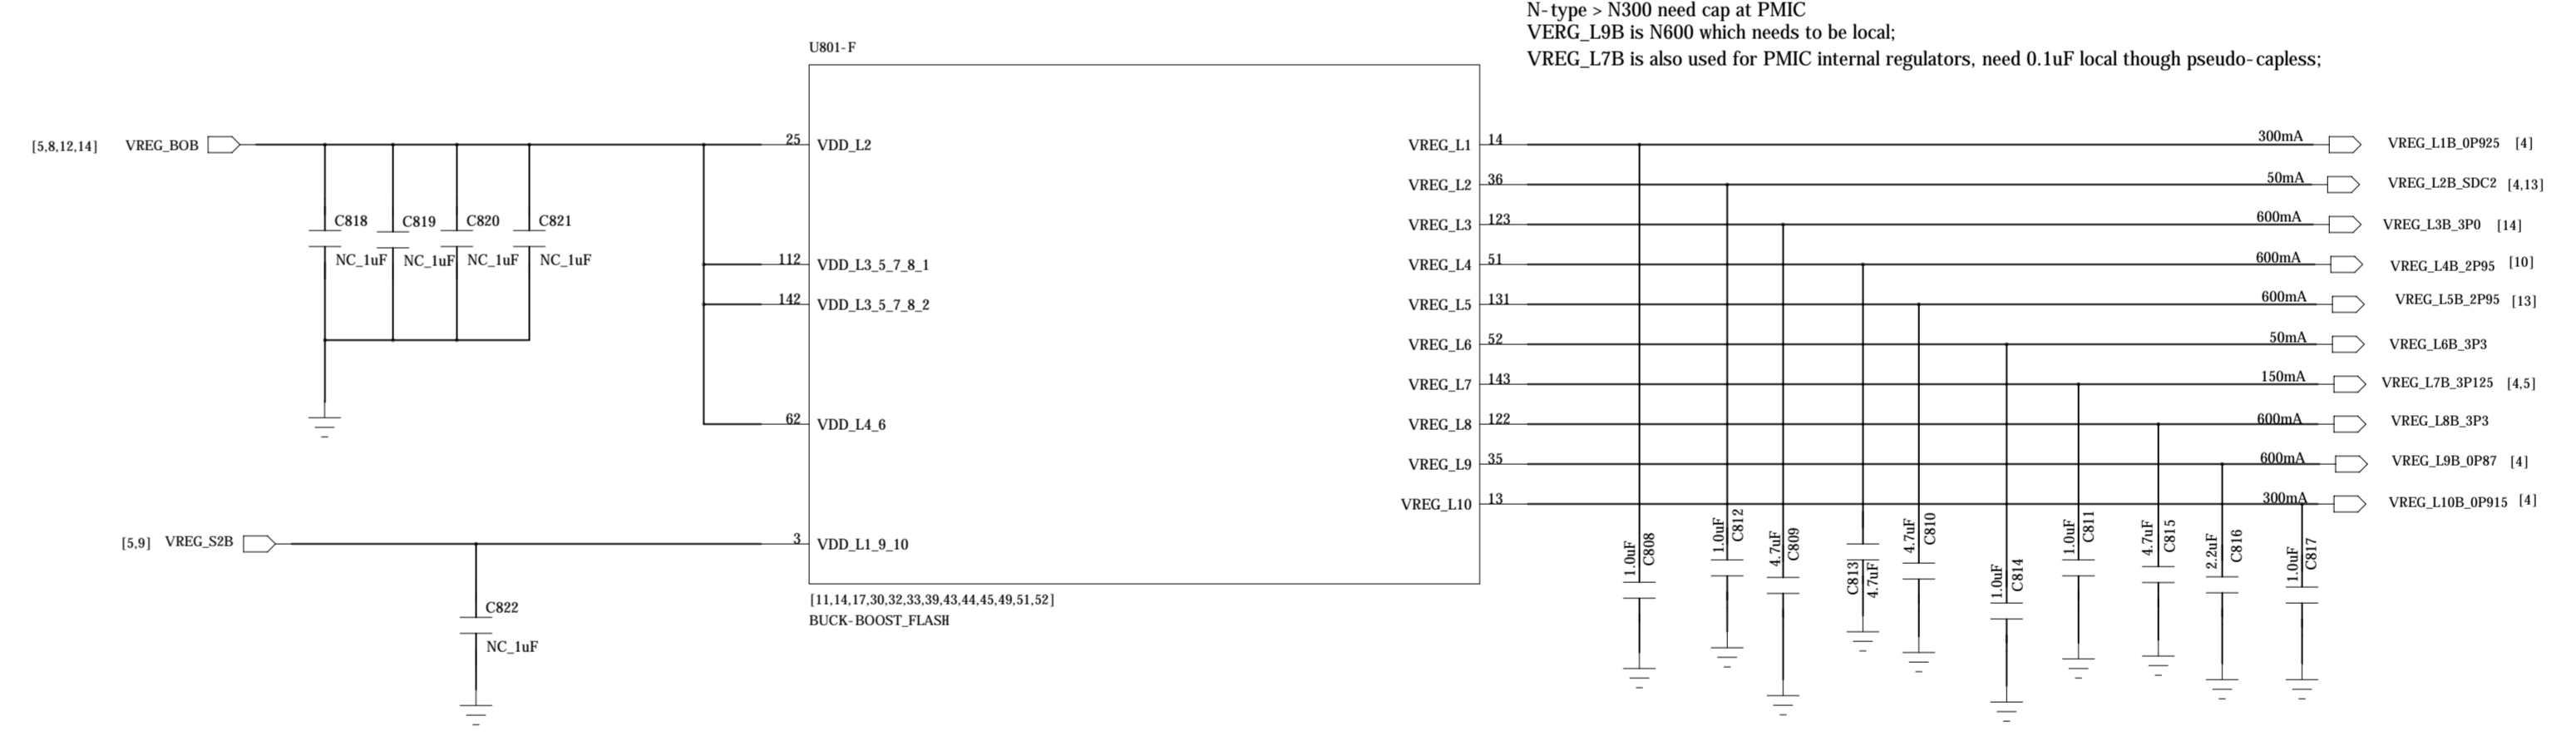 N-type > N300 need cap at PMIC
VERG_L9B is N600 which needs to be local;
VREG_L7B is also used for PMIC internal regulators, need 0.1uF local though pseudo-capless;
U801-F
[5,8,12,14] VREG_BOB
25 VDD_L2
C818 C819 C820 C821
NC_1uF NC_1uF NC_1uF NC_1uF
112 VDD_L3_5_7_8_1
142 VDD_L3_5_7_8_2
62 VDD_L4_6
[5,9] VREG_S2B
3 VDD_L1_9_10
C822
NC_1uF
VREG_L1 14 300mA VREG_L1B_0P925 [4]
VREG_L2 36 50mA VREG_L2B_SDC2 [4,13]
VREG_L3 123 600mA VREG_L3B_3P0 [14]
VREG_L4 51 600mA VREG_L4B_2P95 [10]
VREG_L5 131 600mA VREG_L5B_2P95 [13]
VREG_L6 52 50mA VREG_L6B_3P3
VREG_L7 143 150mA VREG_L7B_3P125 [4,5]
VREG_L8 122 600mA VREG_L8B_3P3
VREG_L9 35 600mA VREG_L9B_0P87 [4]
VREG_L10 13 300mA VREG_L10B_0P915 [4]
1.0uF
C808
1.0uF
C812
4.7uF
C809
C813
4.7uF
4.7uF
C810
1.0uF
C814
1.0uF
C811
4.7uF
C815
2.2uF
C816
1.0uF
C817
[11,14,17,30,32,33,39,43,44,45,49,51,52]
BUCK-BOOST_FLASH